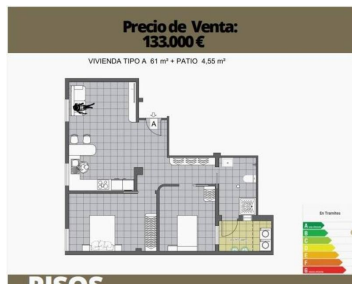 Precio de Venta:
133.000 €
VIVIENDA TIPO A 61 m² + PATIO 4,55 m²
A
En Tramites
A
B
C
D
E
F
G
PISOS